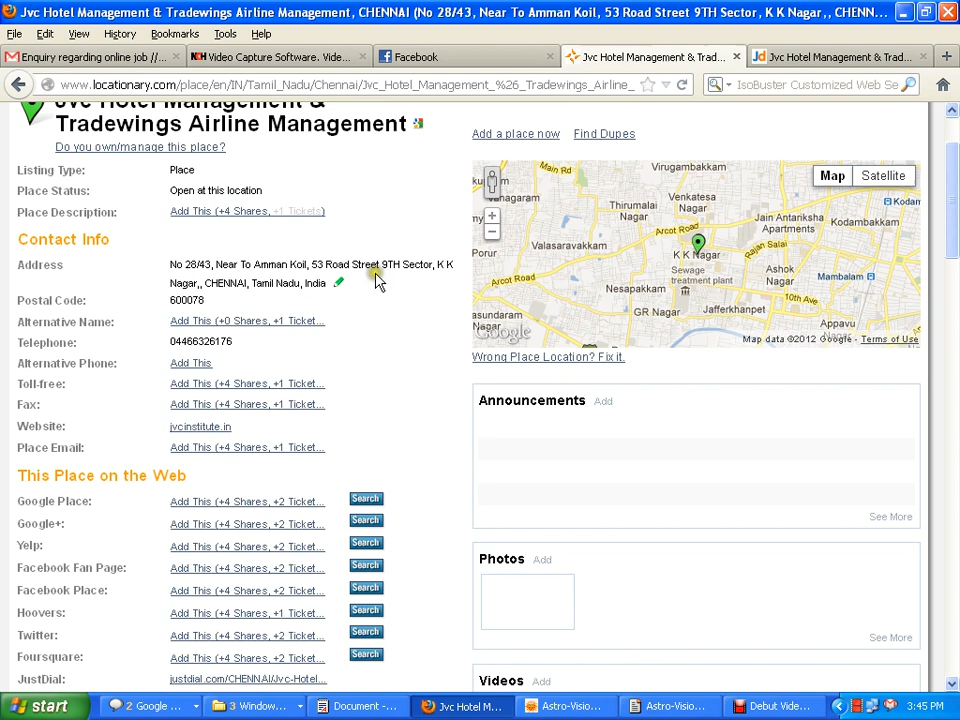 Jvc Hotel Management & Tradewings Airline Management, CHENNAI (No 28/43, Near To Amman Koil, 53 Road Street 9TH Sector, K K Nagar,, CHENN...
File Edit View History Bookmarks Tools Help
Enquiry regarding online job //...
Video Capture Software. Vide...
Facebook
Jvc Hotel Management & Trad...
Jvc Hotel Management & Trad...
www.locationary.com/place/en/IN/Tamil_Nadu/Chennai/Jvc_Hotel_Management_%26_Tradewings_Airline_
IsoBuster Customized Web Se
Jvc Hotel Management &
Tradewings Airline Management
Do you own/manage this place?
Add a place now Find Dupes
Listing Type: Place
Place Status: Open at this location
Place Description: Add This (+4 Shares, +1 Tickets)
Contact Info
Address No 28/43, Near To Amman Koil, 53 Road Street 9TH Sector, K K
Nagar,, CHENNAI, Tamil Nadu, India
Postal Code: 600078
Alternative Name: Add This (+0 Shares, +1 Ticket...
Telephone: 04466326176
Alternative Phone: Add This
Toll-free: Add This (+4 Shares, +1 Ticket...
Fax: Add This (+4 Shares, +1 Ticket...
Website: jvcinstitute.in
Place Email: Add This (+4 Shares, +1 Ticket...
This Place on the Web
Google Place: Add This (+4 Shares, +2 Ticket... Search
Google+: Add This (+4 Shares, +2 Ticket... Search
Yelp: Add This (+4 Shares, +2 Ticket... Search
Facebook Fan Page: Add This (+4 Shares, +2 Ticket... Search
Facebook Place: Add This (+4 Shares, +2 Ticket... Search
Hoovers: Add This (+4 Shares, +1 Ticket... Search
Twitter: Add This (+4 Shares, +2 Ticket... Search
Foursquare: Add This (+4 Shares, +2 Ticket... Search
JustDial: justdial.com/CHENNAI/Jvc-Hotel...
Map Satellite
Main Rd
Virugambakkam
Thirumalai
Nagar
Venkatesa
Nagar
Kodam
Jain Antariksha
Apartment
Kodambakkam
Valasaravakkam
Arcot Road
Rajan Salai
Porur
K K Nagar
Sewage
treatment
plant
Ashok
Nagar
Mambalam
Arcot Rd
Nesapakkam
10th Ave
GR Nagar
Jafferkhanpet
asundaram
Nagar
Appavu
Nagar
Google
Map data ©2012 Google - Terms of Use
Wrong Place Location? Fix it.
Announcements Add
See More
Photos Add
See More
Videos Add
start
2 Google ...
3 Window...
Document -...
Jvc Hotel M...
Astro-Visio...
Astro-Vision...
Debut Vide...
3:45 PM